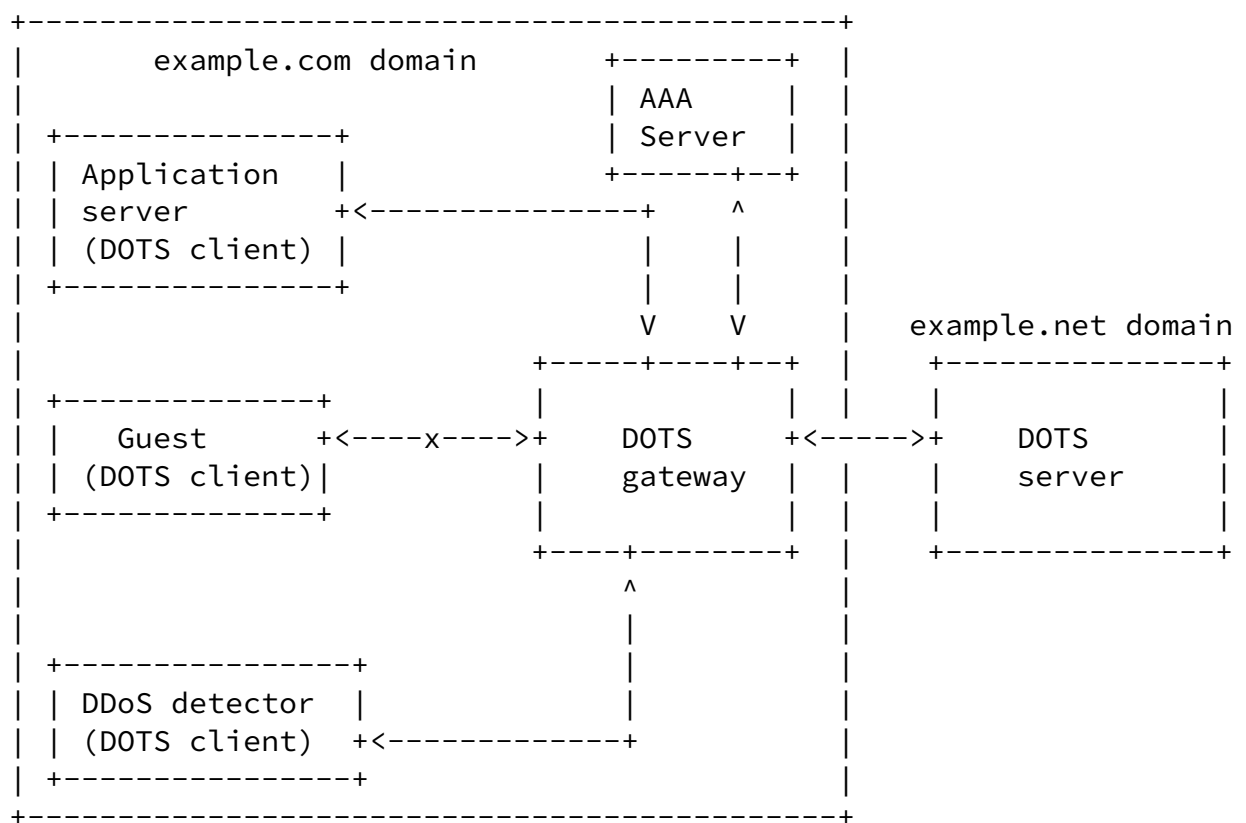 example.com domain
AAA
Server
Application
server
(DOTS client)
V V
example.net domain
Guest
x
(DOTS client)
DOTS
gateway
DOTS
server
DDoS detector
(DOTS client)